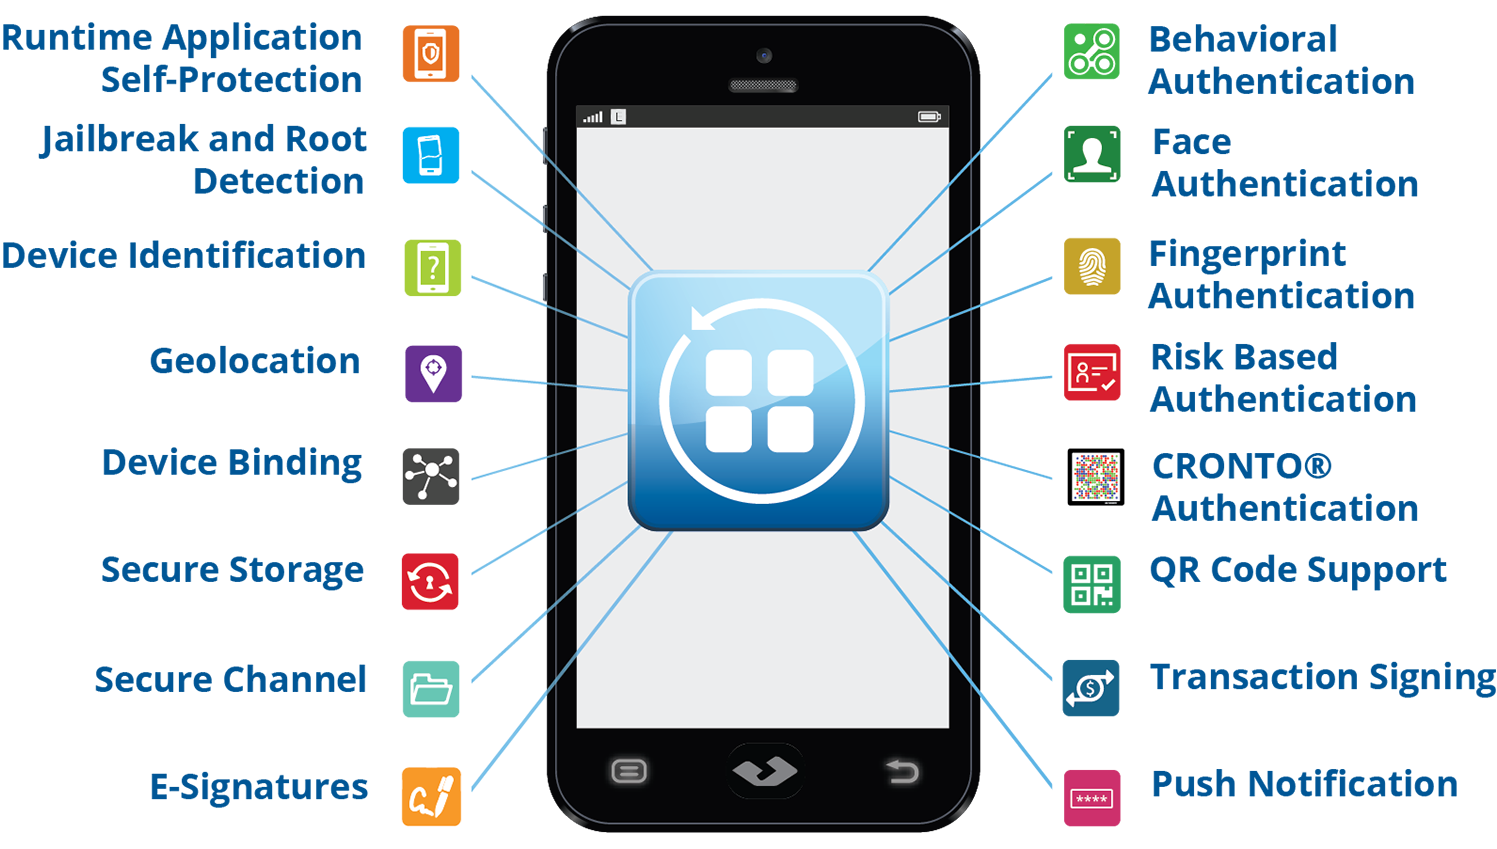 Runtime Application
Self-Protection
Jailbreak and Root
Detection
Device Identification
?
Geolocation
Device Binding
Secure Storage
Secure Channel
E-Signatures
L
Behavioral
Authentication
Face
Authentication
Fingerprint
Authentication
Risk Based
Authentication
CRONTO®
Authentication
QR Code Support
Transaction Signing
$
Push Notification
****